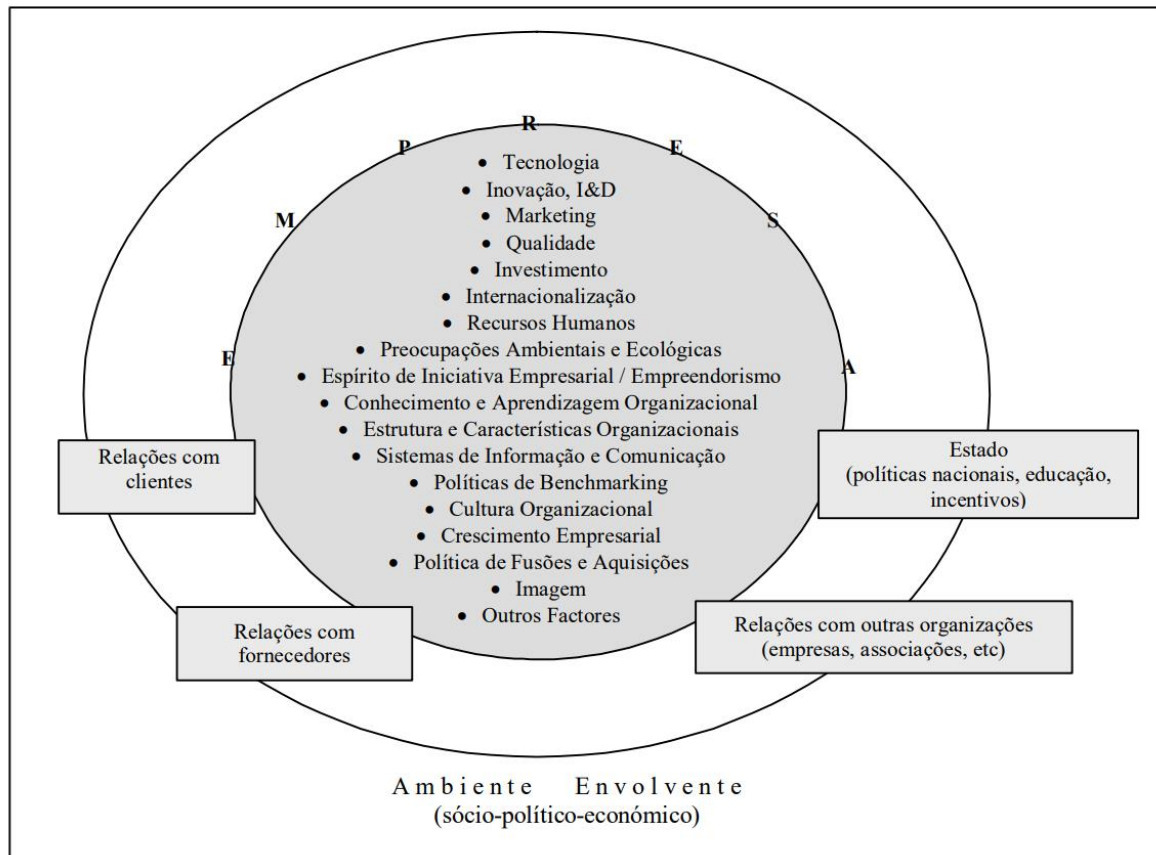 E M P R E S A
• Tecnologia
• Inovação, I&D
• Marketing
• Qualidade
• Investimento
• Internacionalização
• Recursos Humanos
• Preocupações Ambientais e Ecológicas
• Espírito de Iniciativa Empresarial / Empreendorismo
• Conhecimento e Aprendizagem Organizacional
• Estrutura e Características Organizacionais
• Sistemas de Informação e Comunicação
• Políticas de Benchmarking
• Cultura Organizacional
• Crescimento Empresarial
• Política de Fusões e Aquisições
• Imagem
• Outros Factores
Relações com
clientes
Estado
(políticas nacionais, educação,
incentivos)
Relações com
fornecedores
Relações com outras organizações
(empresas, associações, etc)
Ambiente Envolvente
(sócio-político-económico)